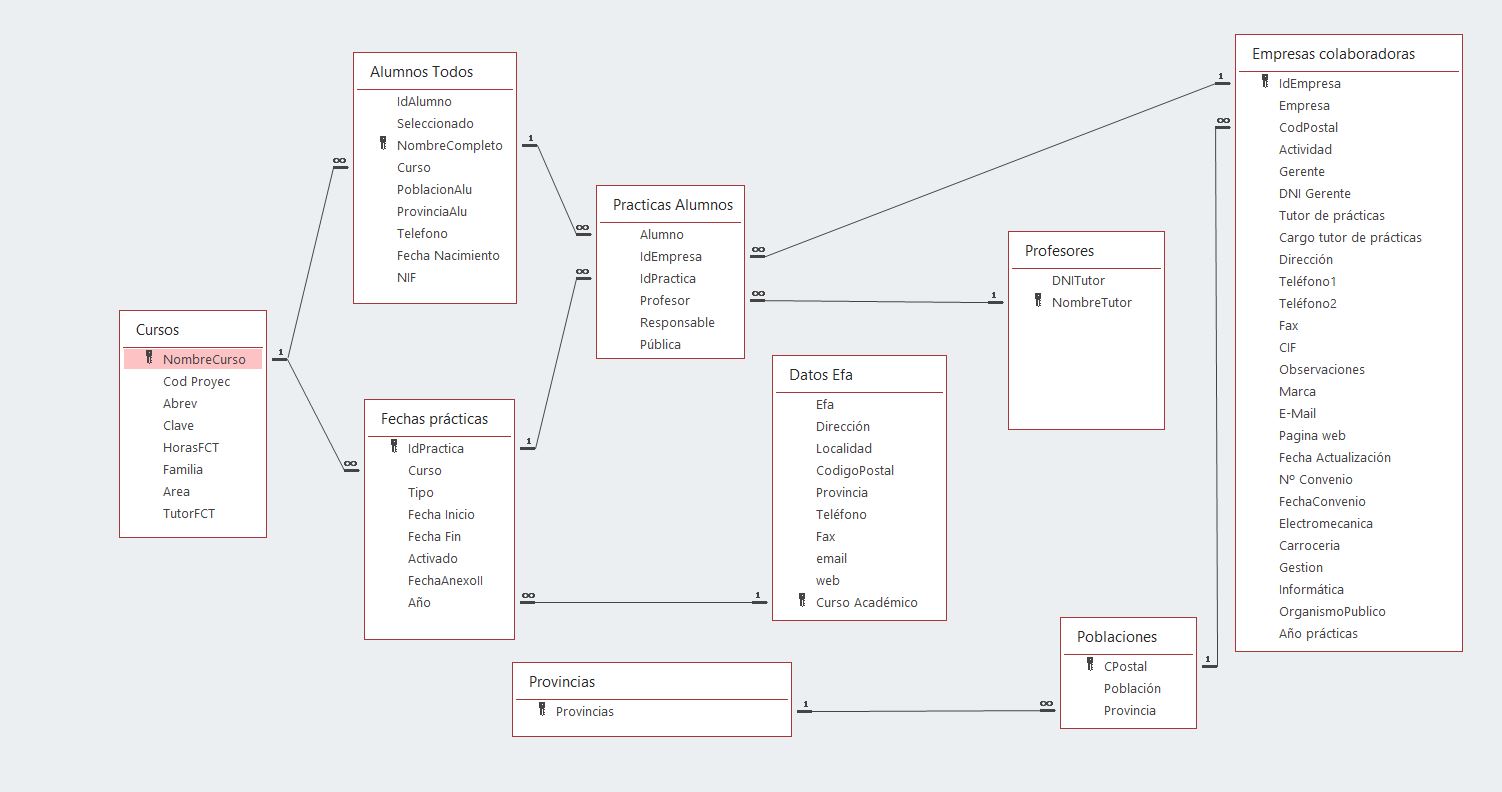 Alumnos Todos
IdAlumno
Seleccionado
NombreCompleto
Curso
PoblacionAlu
ProvinciaAlu
Telefono
Fecha Nacimiento
NIF
1
∞
Cursos
NombreCurso
Cod Proyec
Abrev
Clave
HorasFCT
Familia
Area
TutorFCT
1
∞
Fechas prácticas
IdPractica
Curso
Tipo
Fecha Inicio
Fecha Fin
Activado
FechaAnexoII
Año
1
∞
Practicas Alumnos
Alumno
IdEmpresa
IdPractica
Profesor
Responsable
Pública
∞
∞
∞
∞
Profesores
DNITutor
NombreTutor
1
Datos Efa
Efa
Dirección
Localidad
CodigoPostal
Provincia
Teléfono
Fax
email
web
Curso Académico
1
Provincias
Provincias
1
Poblaciones
CPostal
Población
Provincia
1
∞
Empresas colaboradoras
IdEmpresa
Empresa
CodPostal
Actividad
Gerente
DNI Gerente
Tutor de prácticas
Cargo tutor de prácticas
Dirección
Teléfono1
Teléfono2
Fax
CIF
Observaciones
Marca
E-Mail
Pagina web
Fecha Actualización
Nº Convenio
FechaConvenio
Electromecanica
Carroceria
Gestion
Informática
OrganismoPublico
Año prácticas
1
∞